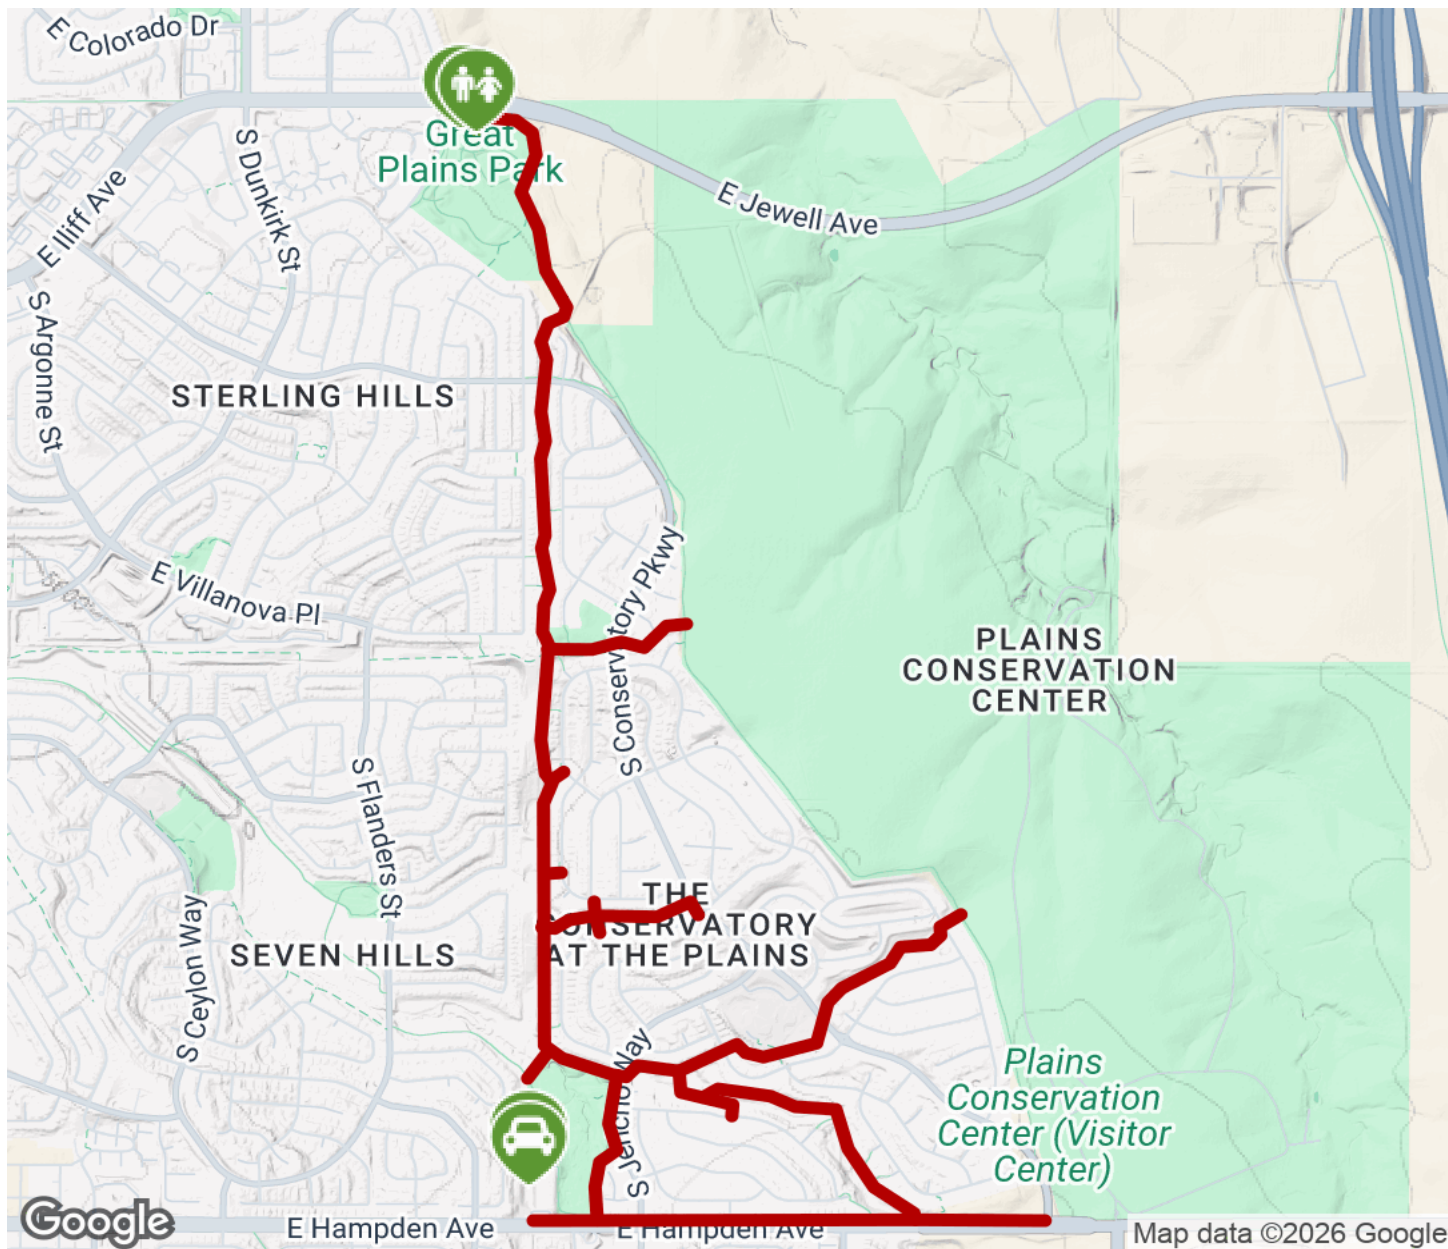 E Colorado Dr
Great
Plains Park
E Jewell Ave
S Dunkirk St
E Iliff Ave
S Argonne St
STERLING HILLS
E Villanova Pl
S Conservatory Pkwy
PLAINS
CONSERVATION
CENTER
S Flanders St
THE
CONSERVATORY
AT THE PLAINS
SEVEN HILLS
S Ceylon Way
S Jericho Way
Plains
Conservation
Center (Visitor
Center)
Google
E Hampden Ave
E Hampden Ave
Map data ©2026 Google